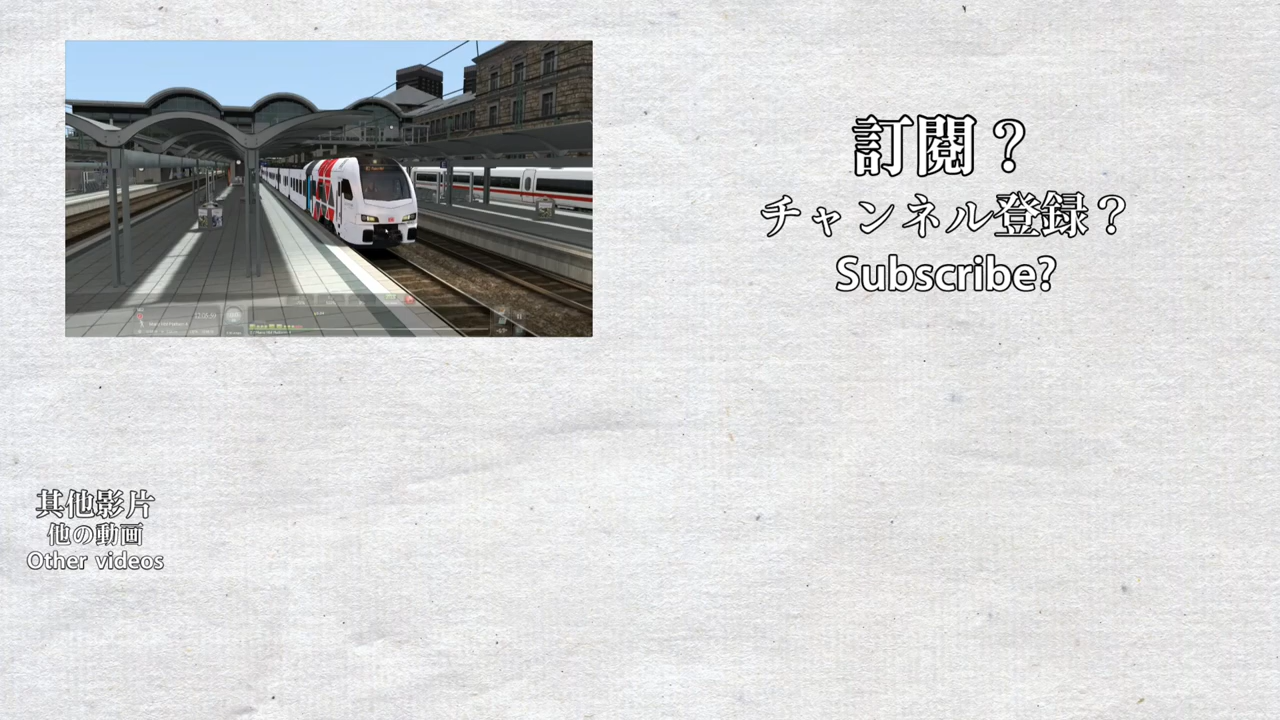 訂閱？
チャンネル登録？
Subscribe?
其他影片
他の動画
Other videos